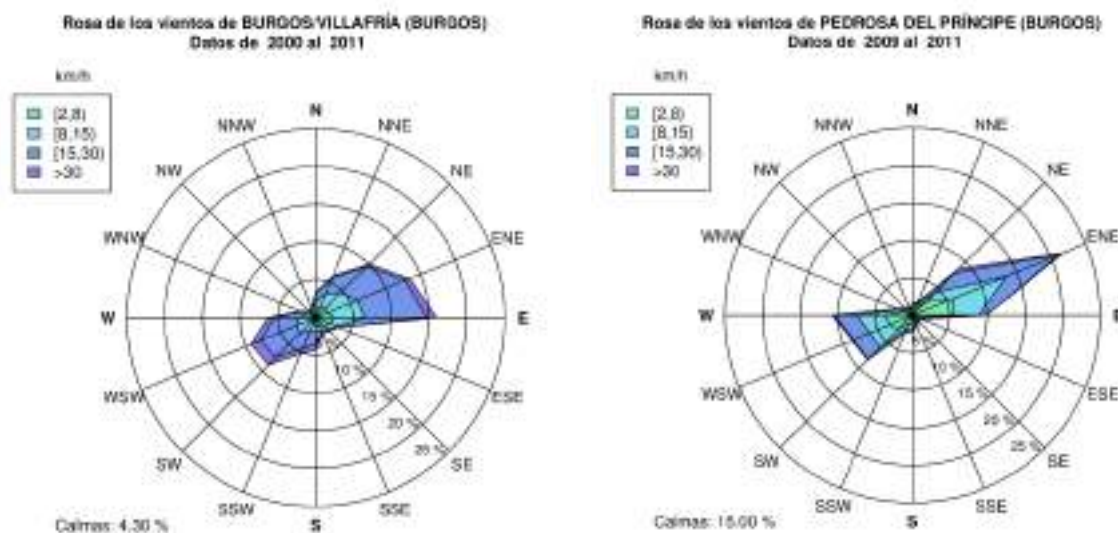 Rosa de los vientos de BURGOS/VILLAFRÍA (BURGOS)
Datos de 2000 al 2011
km/h
[2,8)
[8,15)
[15,30)
>30
N
NNE
NE
ENE
E
ESE
SE
SSE
S
SSW
SW
WSW
W
WNW
NW
NNW
10 %
15 %
20 %
25 %
Calmas: 4.30 %
Rosa de los vientos de PEDROSA DEL PRÍNCIPE (BURGOS)
Datos de 2009 al 2011
km/h
[2,8)
[8,15)
[15,30)
>30
N
NNE
NE
ENE
E
ESE
SE
SSE
S
SSW
SW
WSW
W
WNW
NW
NNW
5 %
10 %
15 %
25 %
Calmas: 15.00 %